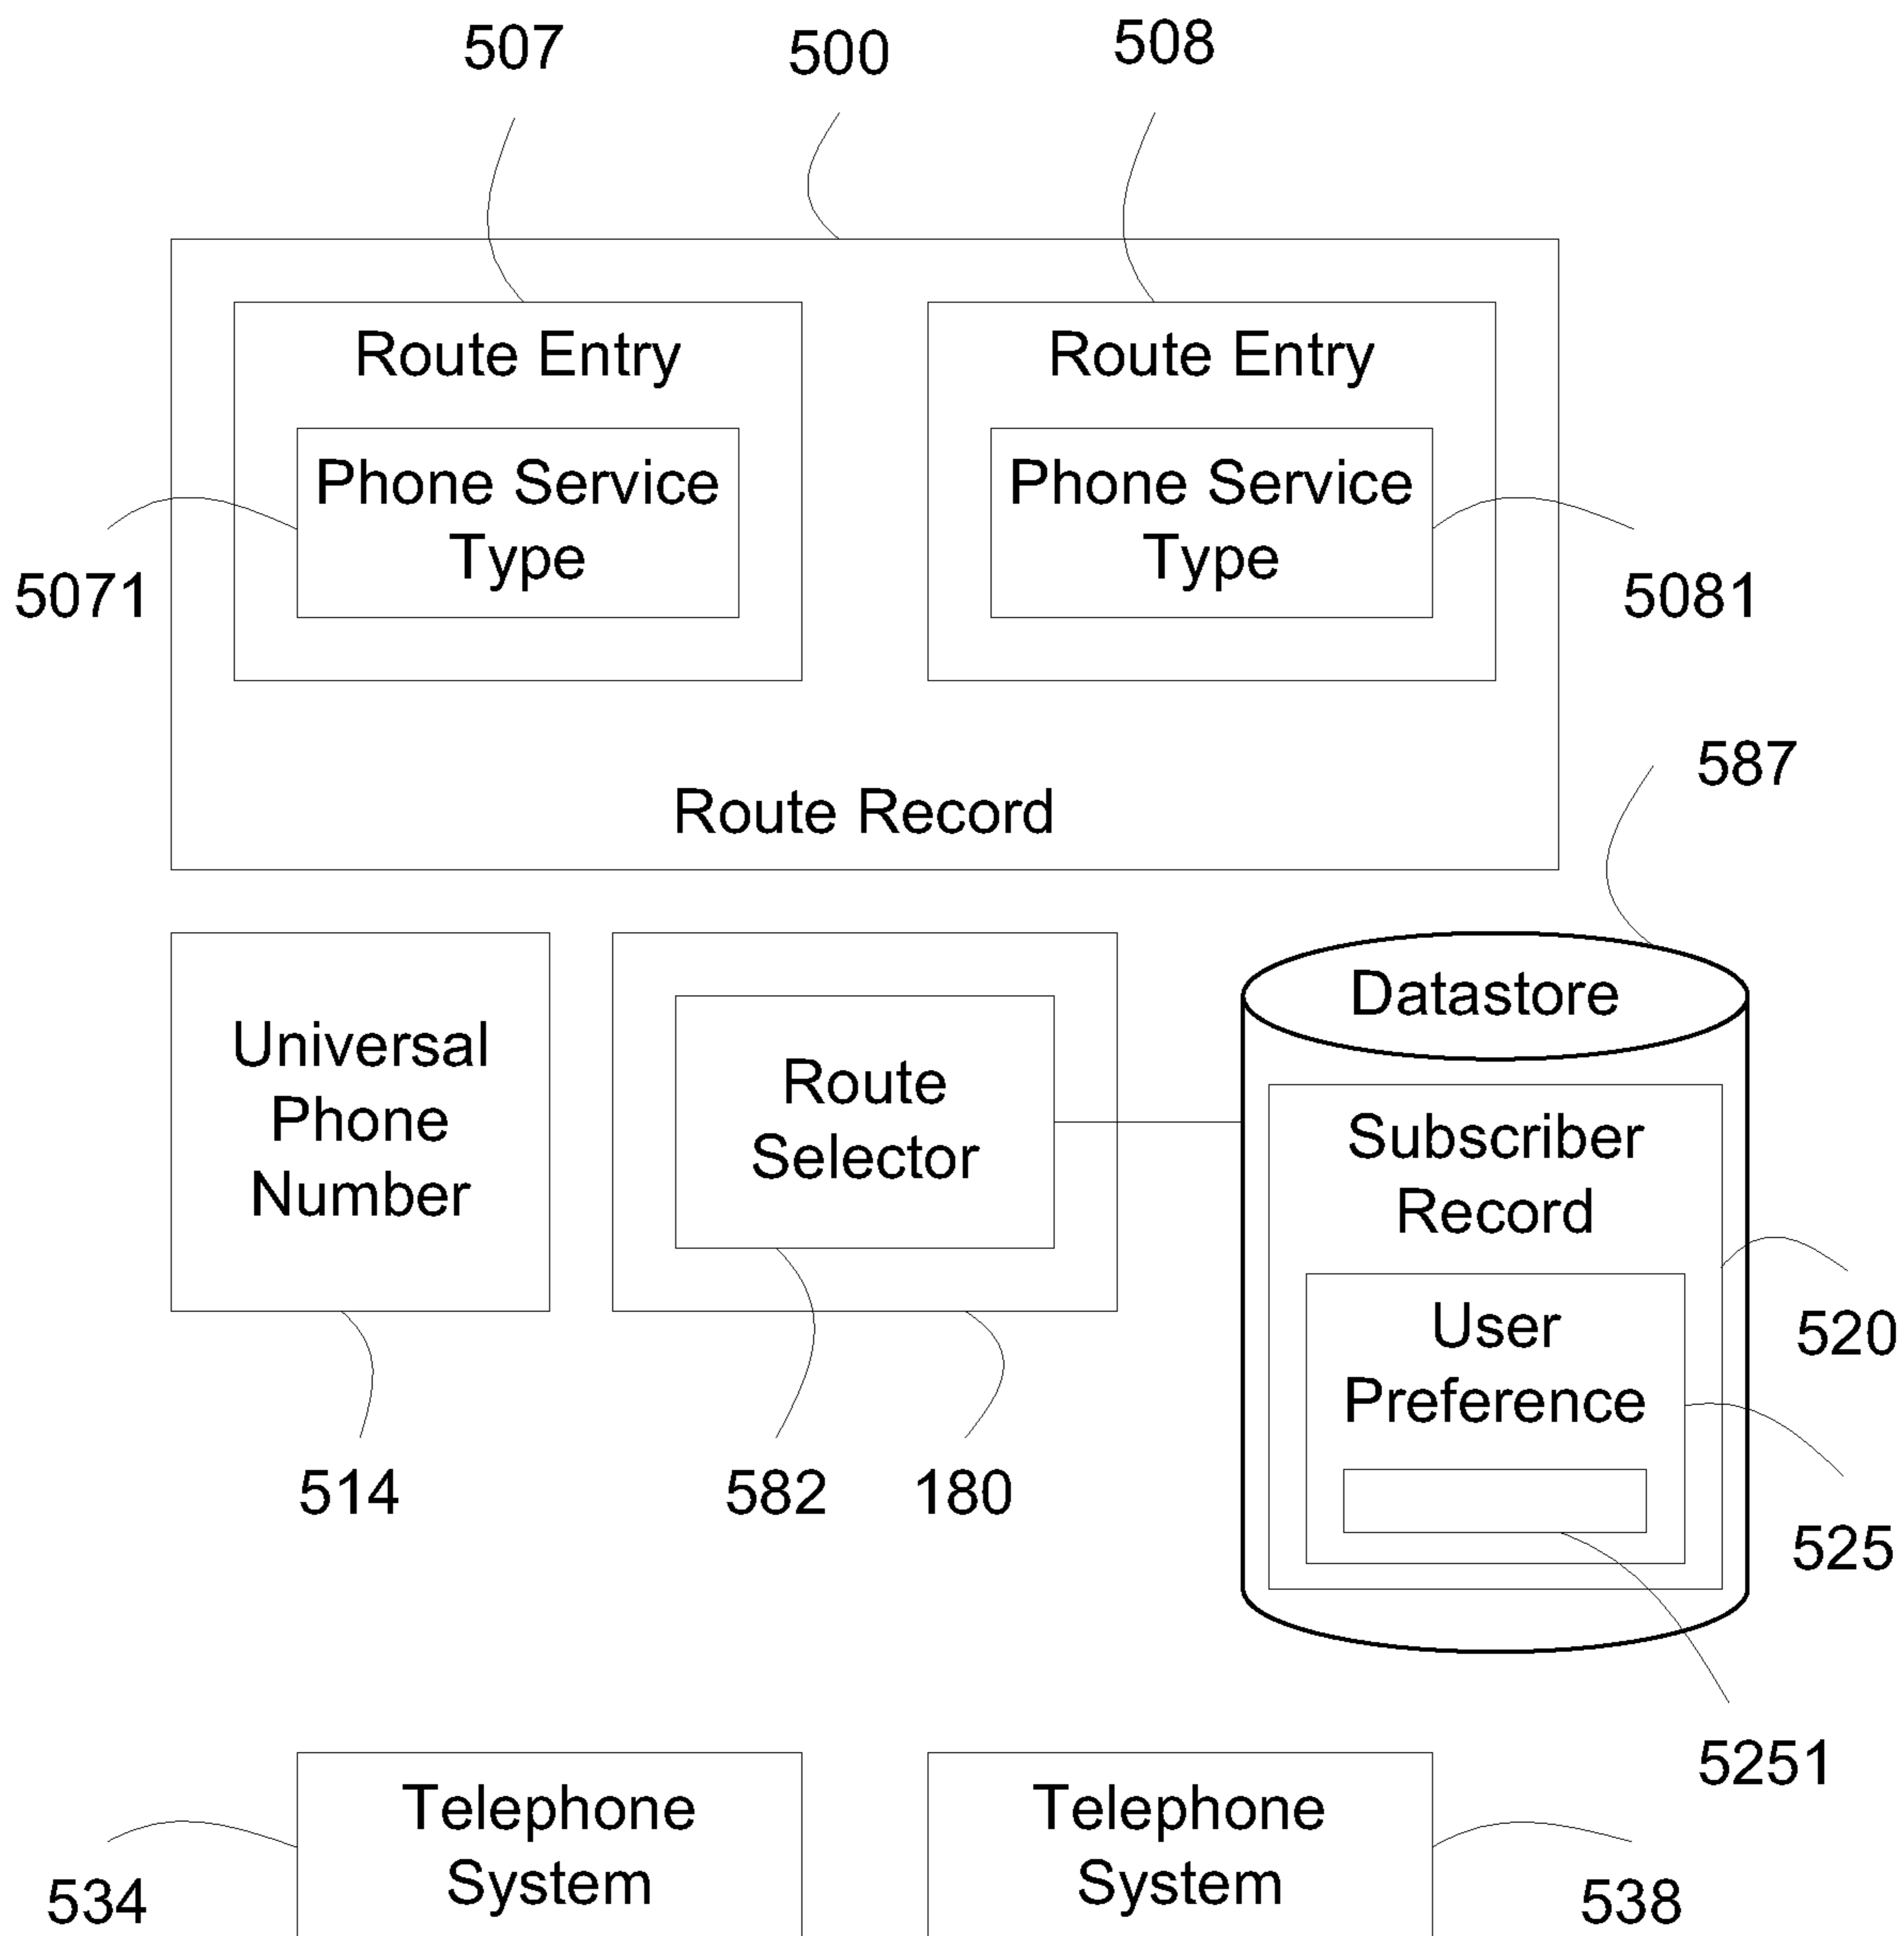 507
500
508
Route Entry
Route Entry
Phone Service
Type
Phone Service
Type
5071
5081
Route Record
587
Universal
Phone
Number
Route
Selector
Datastore
Subscriber
Record
User
Preference
520
514
582
180
525
5251
Telephone
System
Telephone
System
534
538